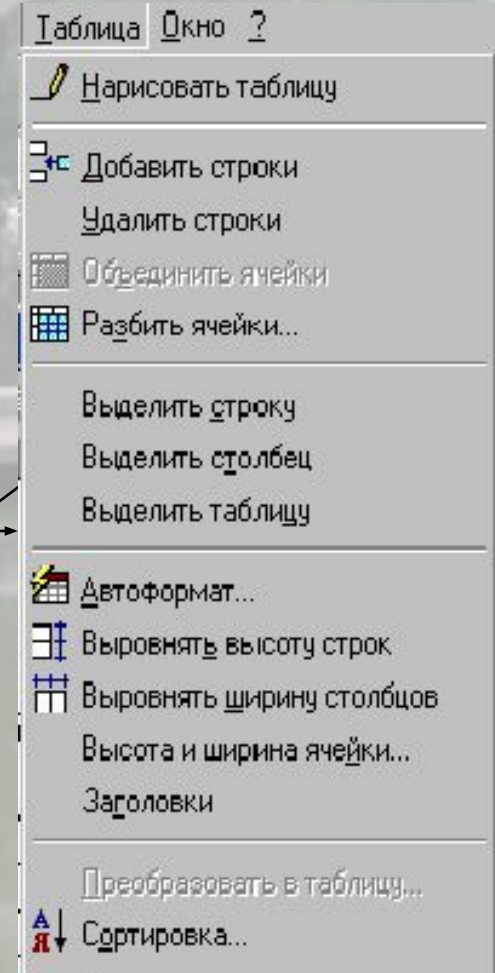 Таблица Окно ?
Нарисовать таблицу
Добавить строки
Удалить строки
Объединить ячейки
Разбить ячейки...
Выделить строку
Выделить столбец
Выделить таблицу
Автоформат...
Выровнять высоту строк
Выровнять ширину столбцов
Высота и ширина ячейки...
Заголовки
Преобразовать в таблицу...
А
Я
Сортировка...